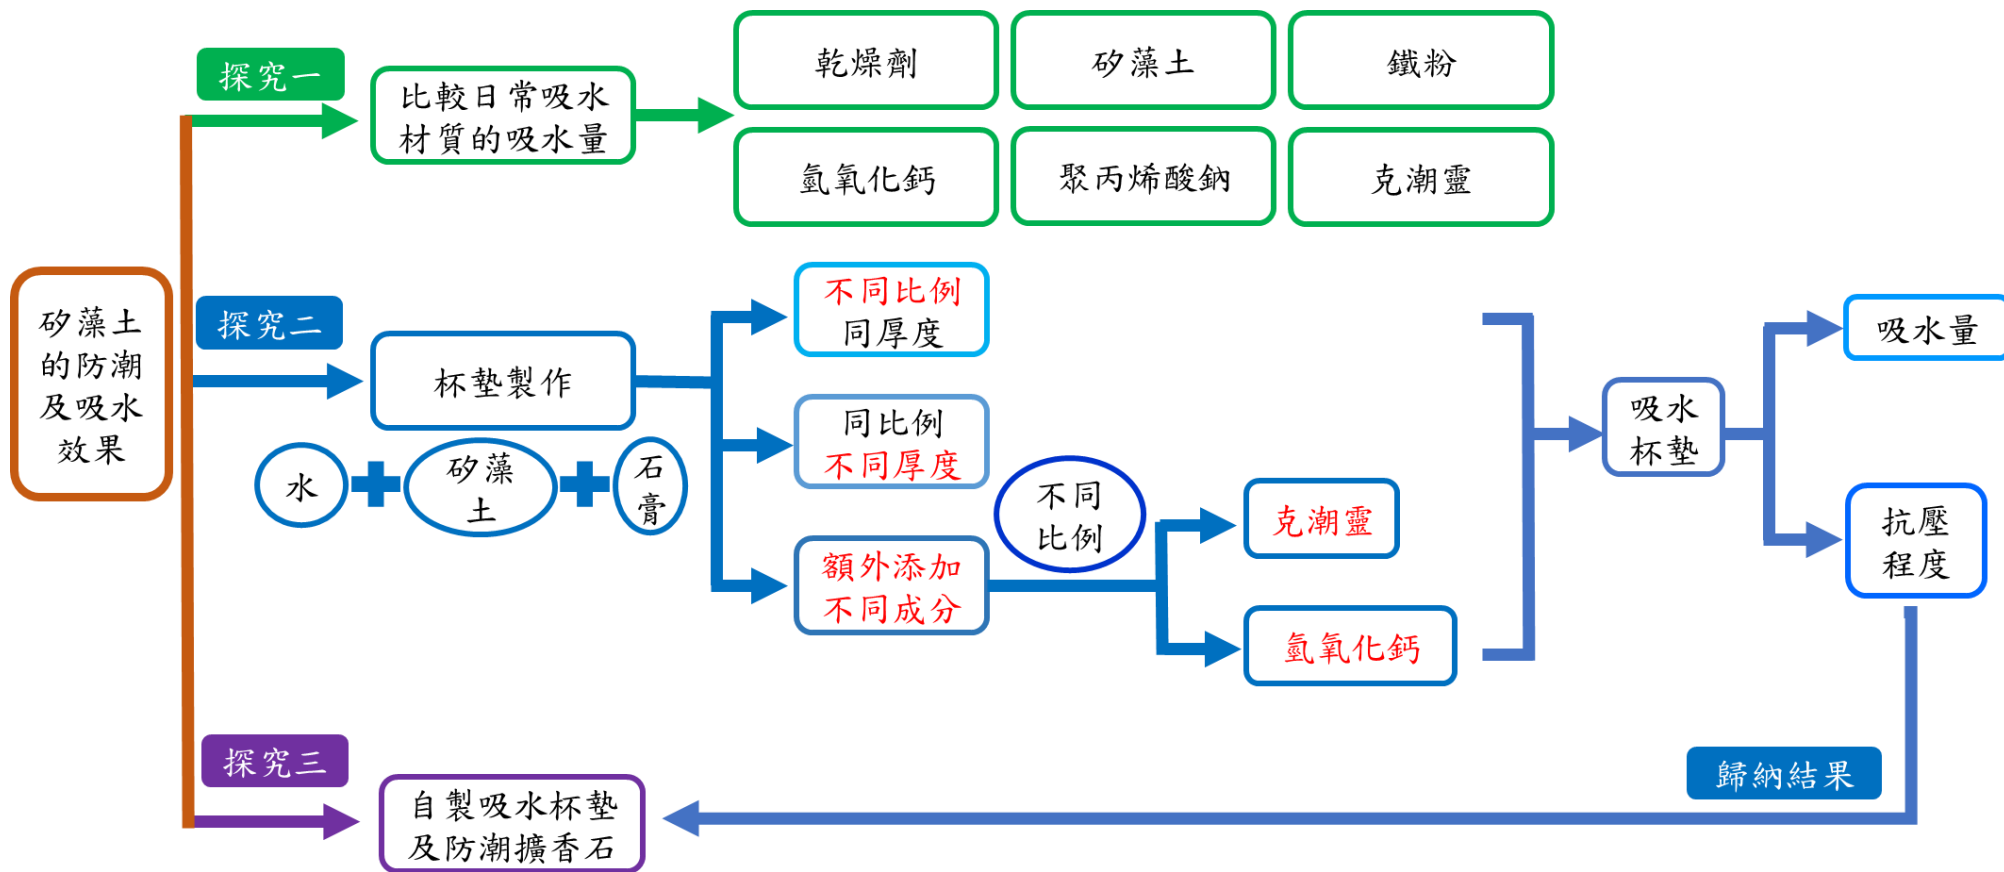 探究一
比較日常吸水
材質的吸水量
乾燥劑
矽藻土
鐵粉
氫氧化鈣
聚丙烯酸鈉
克潮靈
矽藻土
的防潮
及吸水
效果
探究二
杯墊製作
水
矽藻
土
石
膏
不同比例
同厚度
同比例
不同厚度
額外添加
不同成分
不同
比例
克潮靈
氫氧化鈣
吸水
杯墊
吸水量
抗壓
程度
歸納結果
探究三
自製吸水杯墊
及防潮擴香石